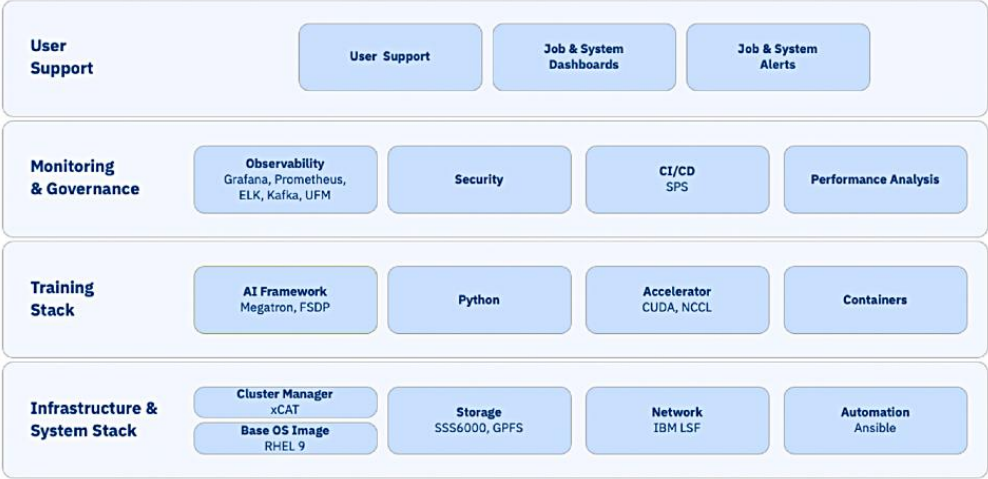 User
Support
User Support
Job & System
Dashboards
Job & System
Alerts
Monitoring
& Governance
Observability
Grafana, Prometheus,
ELK, Kafka, UFM
Security
CI/CD
SPS
Performance Analysis
Training
Stack
AI Framework
Megatron, FSDP
Python
Accelerator
CUDA, NCCL
Containers
Infrastructure &
System Stack
Cluster Manager
xCAT
Base OS Image
RHEL 9
Storage
SSS6000, GPFS
Network
IBM LSF
Automation
Ansible